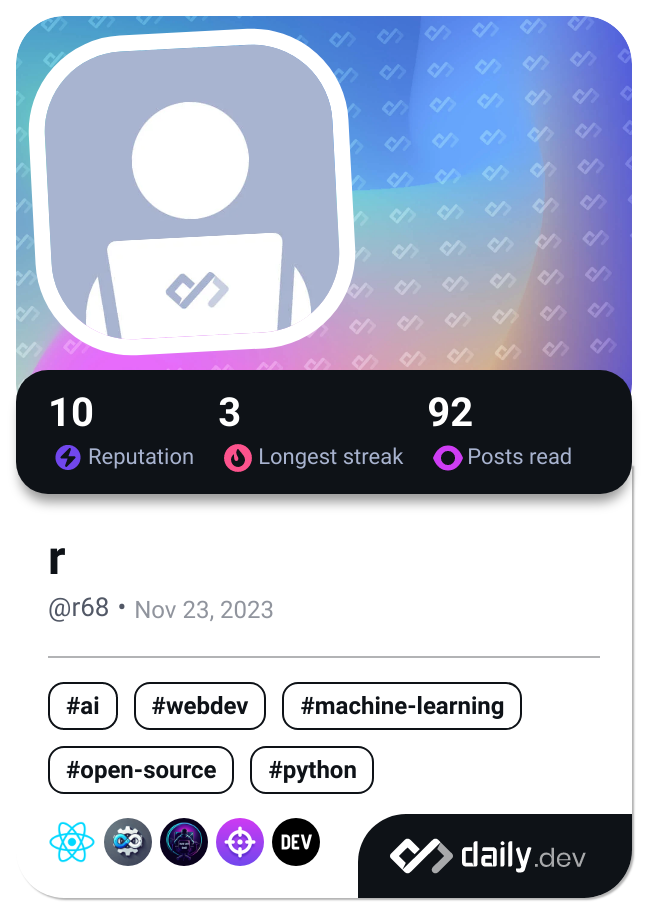 10 3 92
Reputation Longest streak Posts read
r
@r68 • Nov 23, 2023
#ai #webdev #machine-learning
#open-source #python
DEV
daily.dev